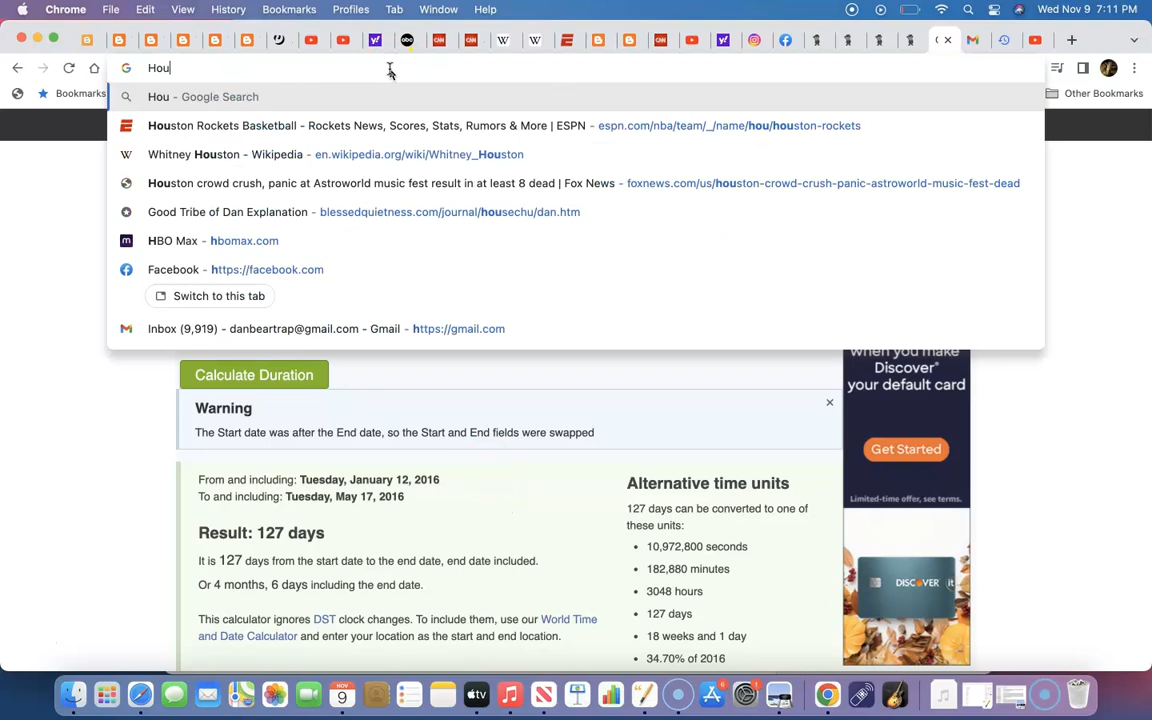 Chrome File Edit View History Bookmarks Profiles Tab Window Help Wed Nov 9 7:11 PM
Hou
Bookmarks Other Bookmarks
Hou - Google Search
Houston Rockets Basketball - Rockets News, Scores, Stats, Rumors & More | ESPN - espn.com/nba/team/_/name/hou/houston-rockets
Whitney Houston - Wikipedia - en.wikipedia.org/wiki/Whitney_Houston
Houston crowd crush, panic at Astroworld music fest result in at least 8 dead | Fox News - foxnews.com/us/houston-crowd-crush-panic-astroworld-music-fest-dead
Good Tribe of Dan Explanation - blessedquietness.com/journal/housechu/dan.htm
HBO Max - hbomax.com
Facebook - https://facebook.com
Switch to this tab
Inbox (9,919) - danbeartrap@gmail.com - Gmail - https://gmail.com
when you make
Discover®
your default card
Get Started
Limited-time offer, see terms.
DISCOVER it
Calculate Duration
Warning
The Start date was after the End date, so the Start and End fields were swapped
From and including: Tuesday, January 12, 2016
To and including: Tuesday, May 17, 2016
Result: 127 days
It is 127 days from the start date to the end date, end date included.
Or 4 months, 6 days including the end date.
This calculator ignores DST clock changes. To include them, use our World Time
and Date Calculator and enter your location as the start and end location.
Alternative time units
127 days can be converted to one of
these units:
10,972,800 seconds
182,880 minutes
3048 hours
127 days
18 weeks and 1 day
34.70% of 2016
NOV
9
tv